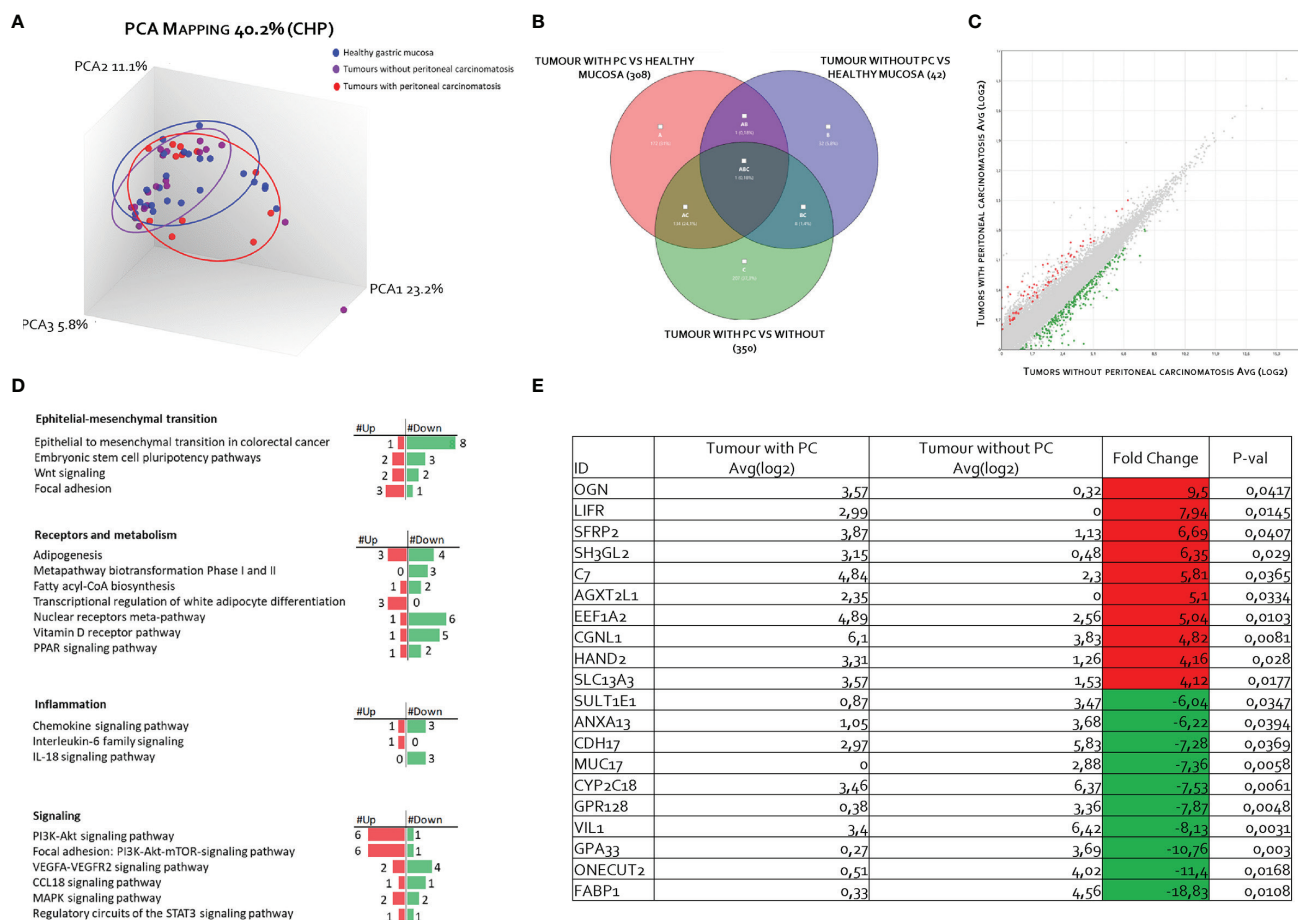 A
PCA MAPPING 40.2% (CHP)
Healthy gastric mucosa
Tumours without peritoneal carcinomatosis
Tumours with peritoneal carcinomatosis
PCA2 11.1%
PCA1 23.2%
PCA3 5.8%
B
TUMOUR WITH PC VS HEALTHY
MUCOSA (308)
TUMOUR WITHOUT PC VS
HEALTHY MUCOSA (42)
A
AB
B
ABC
AC
BC
C
TUMOUR WITH PC VS WITHOUT
(350)
C
TUMORS WITH PERITONEAL CARCINOMATOSIS AVG (LOG2)
TUMORS WITHOUT PERITONEAL CARCINOMATOSIS AVG (LOG2)
D
Ephitelial-mesenchymal transition
#Up #Down
Epithelial to mesenchymal transition in colorectal cancer 1 8
Embryonic stem cell pluripotency pathways 2 3
Wnt signaling 2 2
Focal adhesion 3 1
Receptors and metabolism
#Up #Down
Adipogenesis 3 4
Metapathway biotransformation Phase I and II 0 3
Fatty acyl-CoA biosynthesis 1 2
Transcriptional regulation of white adipocyte differentiation 3 0
Nuclear receptors meta-pathway 1 6
Vitamin D receptor pathway 1 5
PPAR signaling pathway 1 2
Inflammation
#Up #Down
Chemokine signaling pathway 1 3
Interleukin-6 family signaling 1 0
IL-18 signaling pathway 0 3
Signaling
#Up #Down
PI3K-Akt signaling pathway 6 1
Focal adhesion: PI3K-Akt-mTOR-signaling pathway 6 1
VEGFA-VEGFR2 signaling pathway 2 4
CCL18 signaling pathway 1 1
MAPK signaling pathway 2 2
Regulatory circuits of the STAT3 signaling pathway 1 1
E
ID Tumour with PC Avg(log2) Tumour without PC Avg(log2) Fold Change P-val
OGN 3,57 0,32 9,5 0,0417
LIFR 2,99 0 7,94 0,0145
SFRP2 3,87 1,13 6,69 0,0407
SH3GL2 3,15 0,48 6,35 0,029
C7 4,84 2,3 5,81 0,0365
AGXT2L1 2,35 0 5,1 0,0334
EEF1A2 4,89 2,56 5,04 0,0103
CGNL1 6,1 3,83 4,82 0,0081
HAND2 3,31 1,26 4,16 0,028
SLC13A3 3,57 1,53 4,12 0,0177
SULT1E1 0,87 3,47 -6,04 0,0347
ANXA13 1,05 3,68 -6,22 0,0394
CDH17 2,97 5,83 -7,28 0,0369
MUC17 0 2,88 -7,36 0,0058
CYP2C18 3,46 6,37 -7,53 0,0061
GPR128 0,38 3,36 -7,87 0,0048
VIL1 3,4 6,42 -8,13 0,0031
GPA33 0,27 3,69 -10,76 0,003
ONECUT2 0,51 4,02 -11,4 0,0168
FABP1 0,33 4,56 -18,83 0,0108